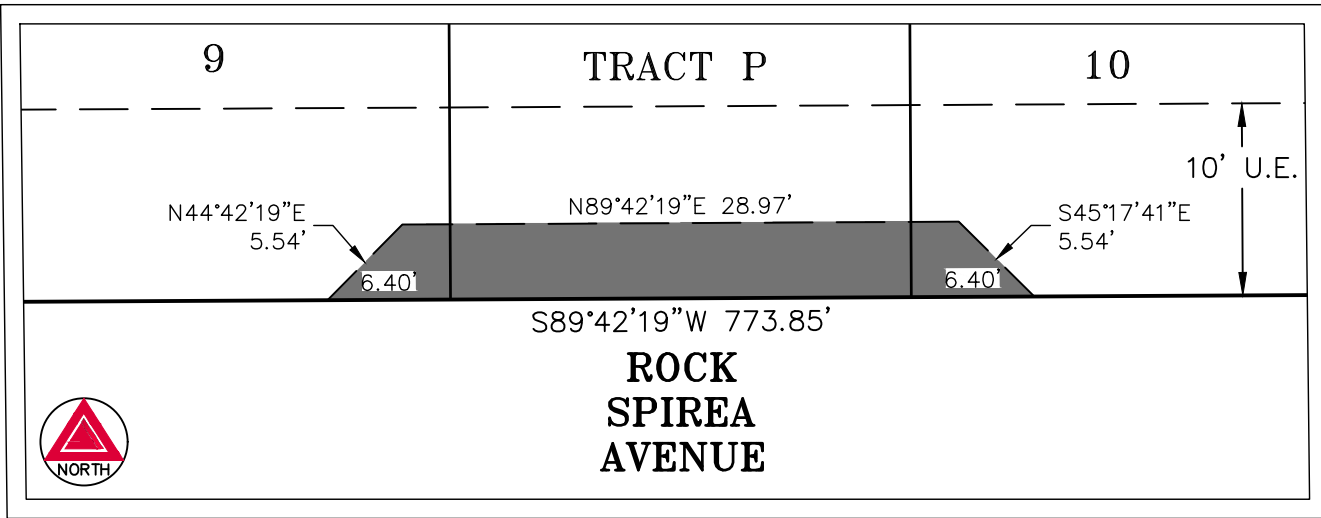 9
TRACT P
10
10' U.E.
N44°42'19"E
5.54'
N89°42'19"E 28.97'
S45°17'41"E
5.54'
6.40'
6.40'
S89°42'19"W 773.85'
ROCK
SPIREA
AVENUE
NORTH